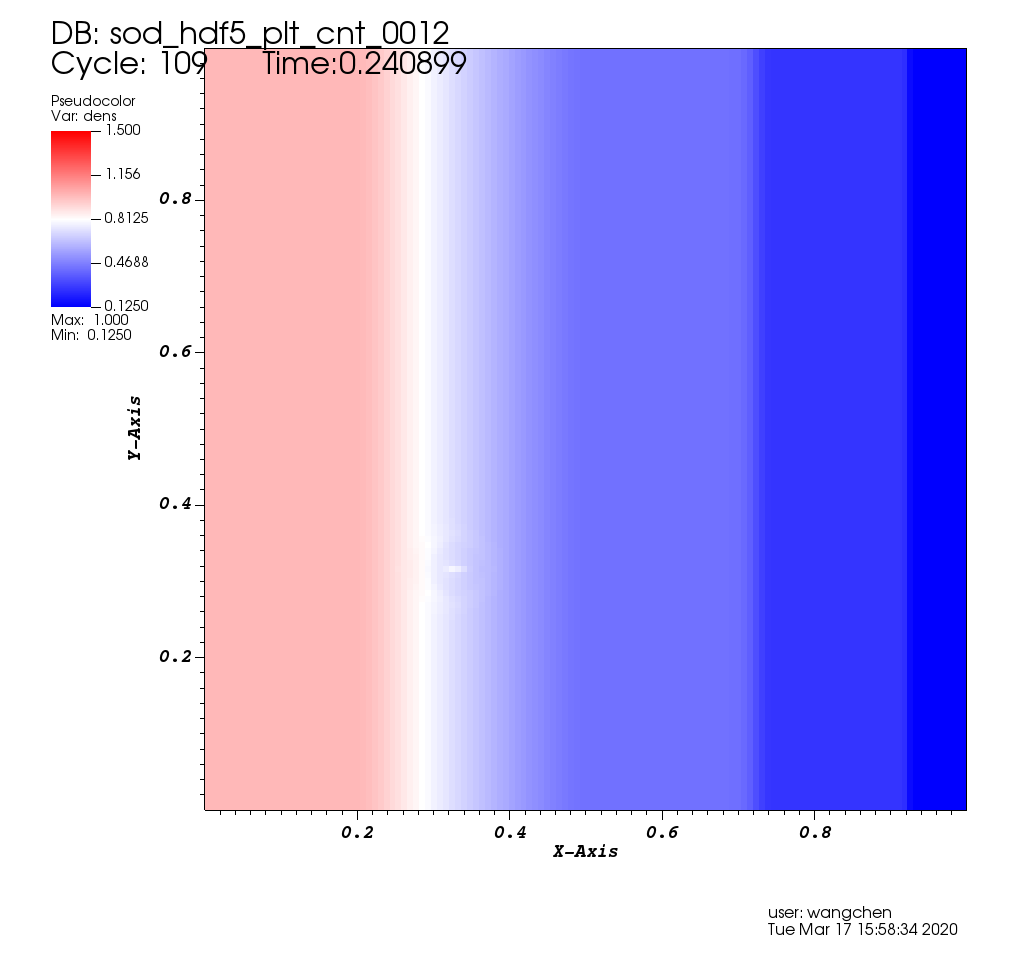 DB: sod_hdf5_plt_cnt_0012
Cycle: 109 Time:0.240899
Pseudocolor
Var: dens
1.500
1.156
0.8125
0.4688
0.1250
Max: 1.000
Min: 0.1250
0.8
0.6
0.4
0.2
Y-Axis
0.2 0.4 0.6 0.8
X-Axis
user: wangchen
Tue Mar 17 15:58:34 2020